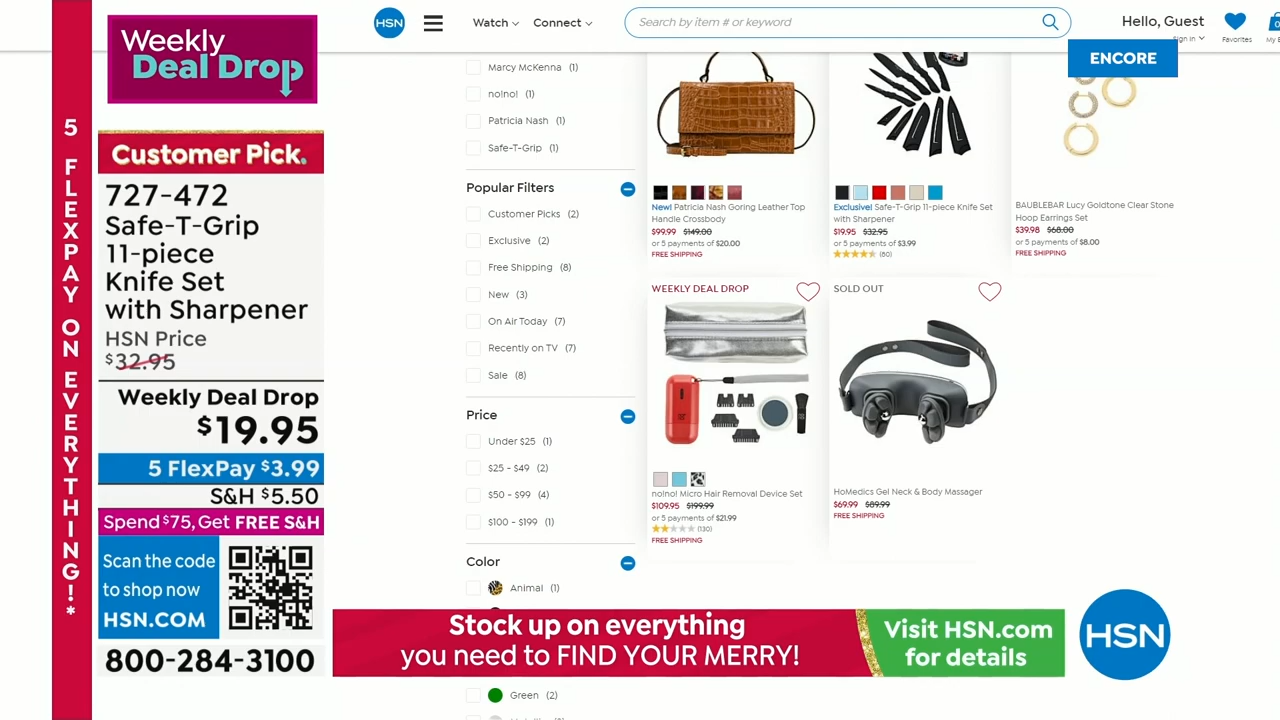 Weekly
Deal Drop
5 FLEXPAY ON EVERYTHING!*
Customer Pick.
727-472
Safe-T-Grip
11-piece
Knife Set
with Sharpener
HSN Price
$32.95
Weekly Deal Drop
$19.95
5 FlexPay $3.99
S&H $5.50
Spend $75, Get FREE S&H
Scan the code
to shop now
HSN.COM
800-284-3100
HSN
Watch
Connect
Search by item # or keyword
Hello, Guest
Sign In
Favorites
ENCORE
Marcy McKenna (1)
no!no! (1)
Patricia Nash (1)
Safe-T-Grip (1)
Popular Filters
Customer Picks (2)
Exclusive (2)
Free Shipping (8)
New (3)
On Air Today (7)
Recently on TV (7)
Sale (8)
Price
Under $25 (1)
$25 - $49 (2)
$50 - $99 (4)
$100 - $199 (1)
Color
Animal (1)
Green (2)
New! Patricia Nash Goring Leather Top
Handle Crossbody
$99.99 $149.00
or 5 payments of $20.00
FREE SHIPPING
Exclusive! Safe-T-Grip 11-piece Knife Set
with Sharpener
$19.95 $32.95
or 5 payments of $3.99
(80)
BAUBLEBAR Lucy Goldtone Clear Stone
Hoop Earrings Set
$39.98 $68.00
or 5 payments of $8.00
FREE SHIPPING
WEEKLY DEAL DROP
no!no! Micro Hair Removal Device Set
$109.95 $199.99
or 5 payments of $21.99
(130)
FREE SHIPPING
SOLD OUT
HoMedics Gel Neck & Body Massager
$69.99 $89.99
FREE SHIPPING
Stock up on everything
you need to FIND YOUR MERRY!
Visit HSN.com
for details
HSN